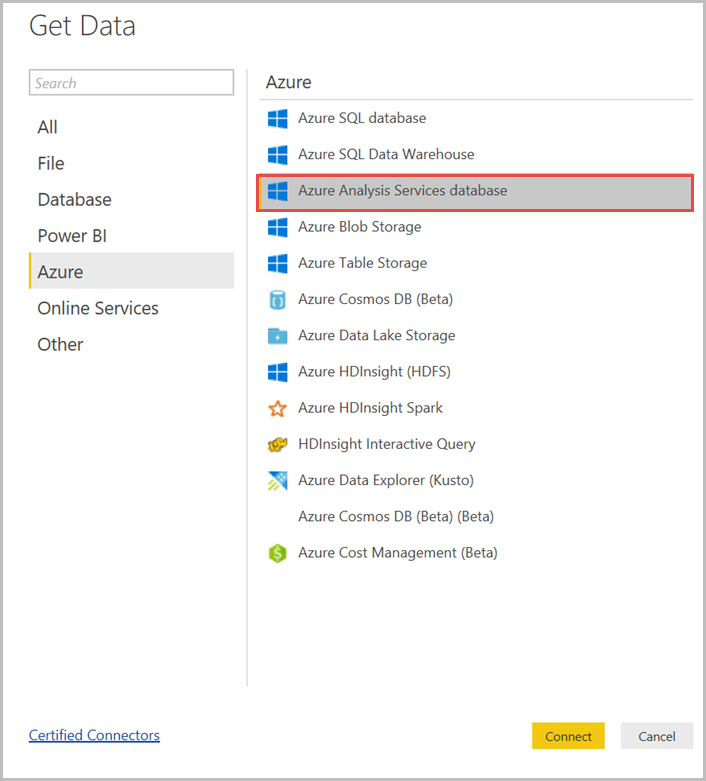 Get Data
Search
All
File
Database
Power BI
Azure
Online Services
Other
Azure
Azure SQL database
Azure SQL Data Warehouse
Azure Analysis Services database
Azure Blob Storage
Azure Table Storage
Azure Cosmos DB (Beta)
Azure Data Lake Storage
Azure HDInsight (HDFS)
Azure HDInsight Spark
HDInsight Interactive Query
Azure Data Explorer (Kusto)
Azure Cosmos DB (Beta) (Beta)
Azure Cost Management (Beta)
Certified Connectors
Connect
Cancel